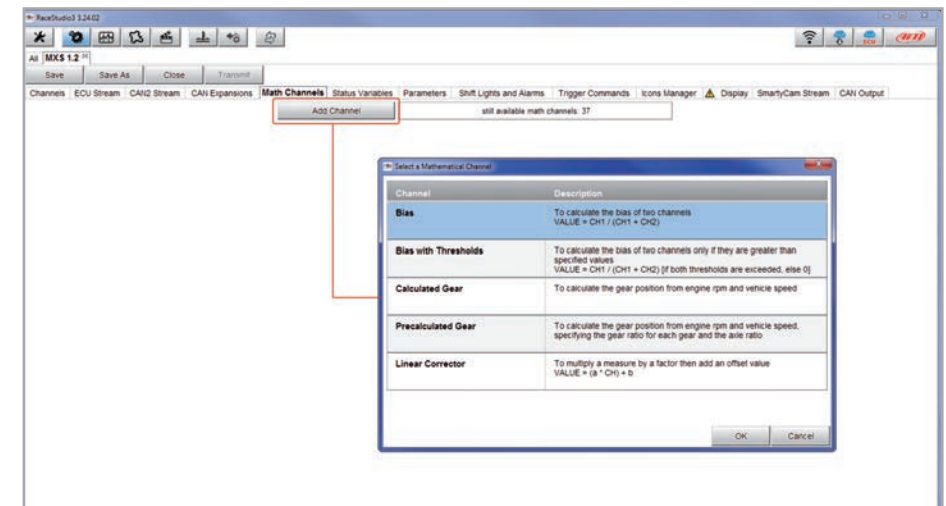 RaceStudio3 3.24.02
ECU
AiM
All MXS 1.2
Save Save As Close Transmit
Channels ECU Stream CAN2 Stream CAN Expansions Math Channels Status Variables Parameters Shift Lights and Alarms Trigger Commands Icons Manager Display SmartyCam Stream CAN Output
Add Channel still available math channels: 37
Select a Mathematical Channel
Channel Description
Bias To calculate the bias of two channels
VALUE = CH1 / (CH1 + CH2)
Bias with Thresholds To calculate the bias of two channels only if they are greater than
specified values
VALUE = CH1 / (CH1 + CH2) [if both thresholds are exceeded, else 0]
Calculated Gear To calculate the gear position from engine rpm and vehicle speed
Precalculated Gear To calculate the gear position from engine rpm and vehicle speed,
specifying the gear ratio for each gear and the axle ratio
Linear Corrector To multiply a measure by a factor then add an offset value
VALUE = (a * CH) + b
OK Cancel